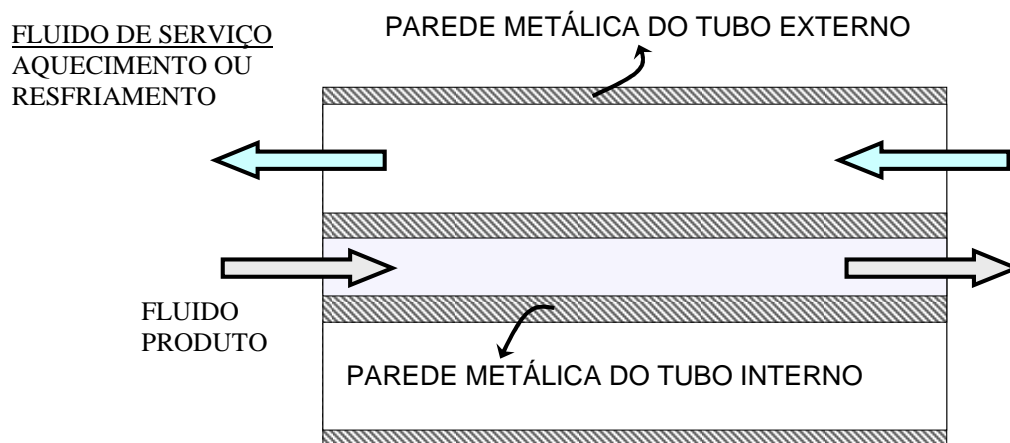 FLUIDO DE SERVIÇO
AQUECIMENTO OU
RESFRIAMENTO
PAREDE METÁLICA DO TUBO EXTERNO
FLUIDO
PRODUTO
PAREDE METÁLICA DO TUBO INTERNO